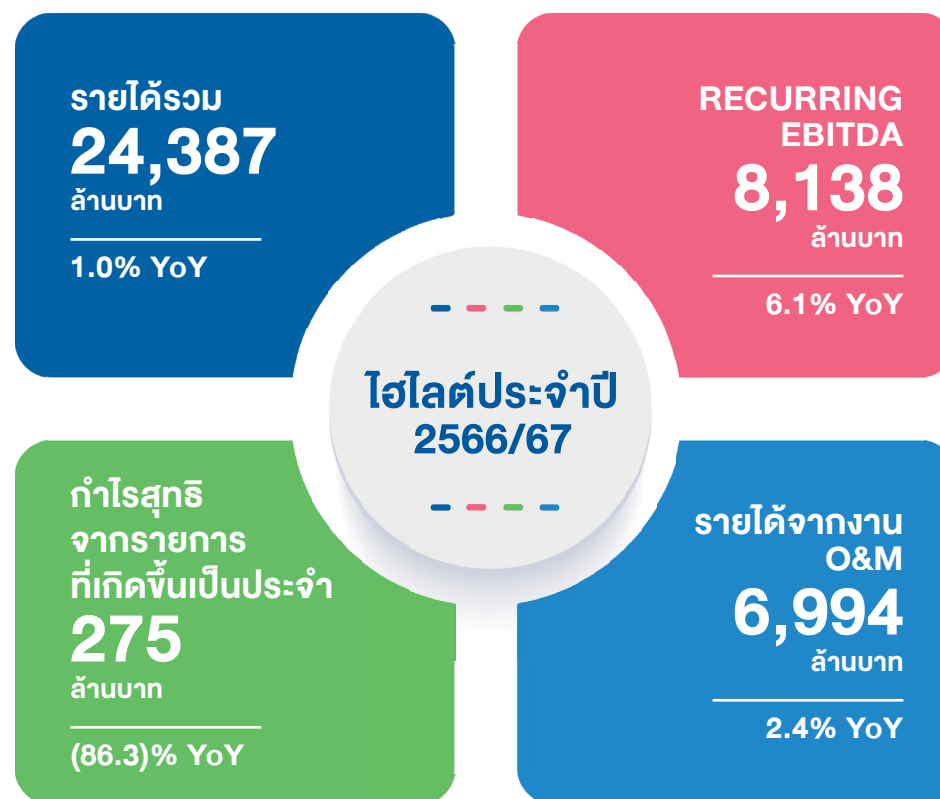 รายได้รวม
24,387
ล้านบาท
1.0% YoY
RECURRING
EBITDA
8,138
ล้านบาท
6.1% YoY
ไฮไลต์ประจำปี
2566/67
กำไรสุทธิ
จากรายการ
ที่เกิดขึ้นเป็นประจำ
275
ล้านบาท
(86.3)% YoY
รายได้จากงาน
O&M
6,994
ล้านบาท
2.4% YoY